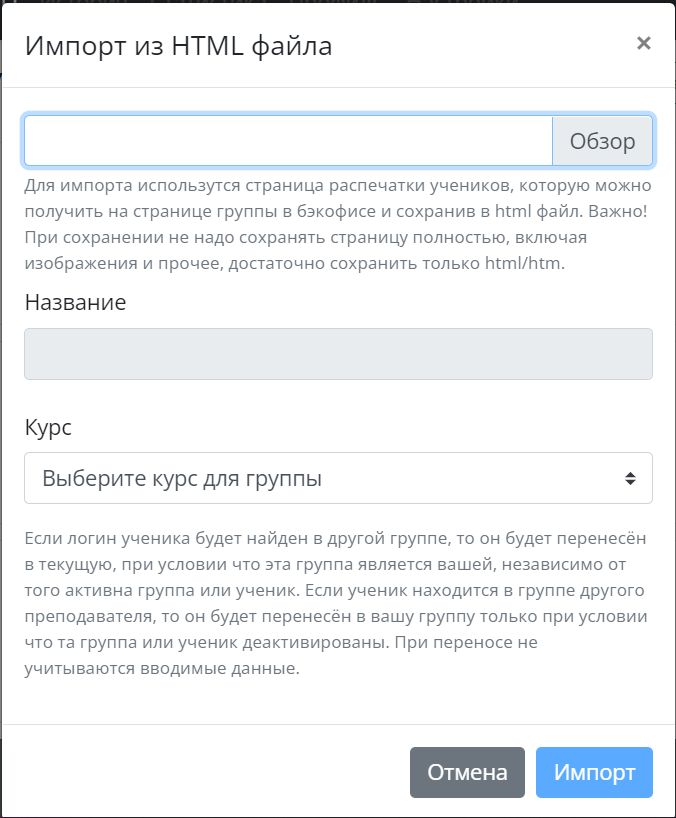 Импорт из HTML файла
×
Обзор
Для импорта использутся страница распечатки учеников, которую можно
получить на странице группы в бэкофисе и сохранив в html файл. Важно!
При сохранении не надо сохранять страницу полностью, включая
изображения и прочее, достаточно сохранить только html/htm.
Название
Курс
Выберите курс для группы
Если логин ученика будет найден в другой группе, то он будет перенесён
в текущую, при условии что эта группа является вашей, независимо от
того активна группа или ученик. Если ученик находится в группе другого
преподавателя, то он будет перенесён в вашу группу только при условии
что та группа или ученик деактивированы. При переносе не
учитываются вводимые данные.
Отмена
Импорт